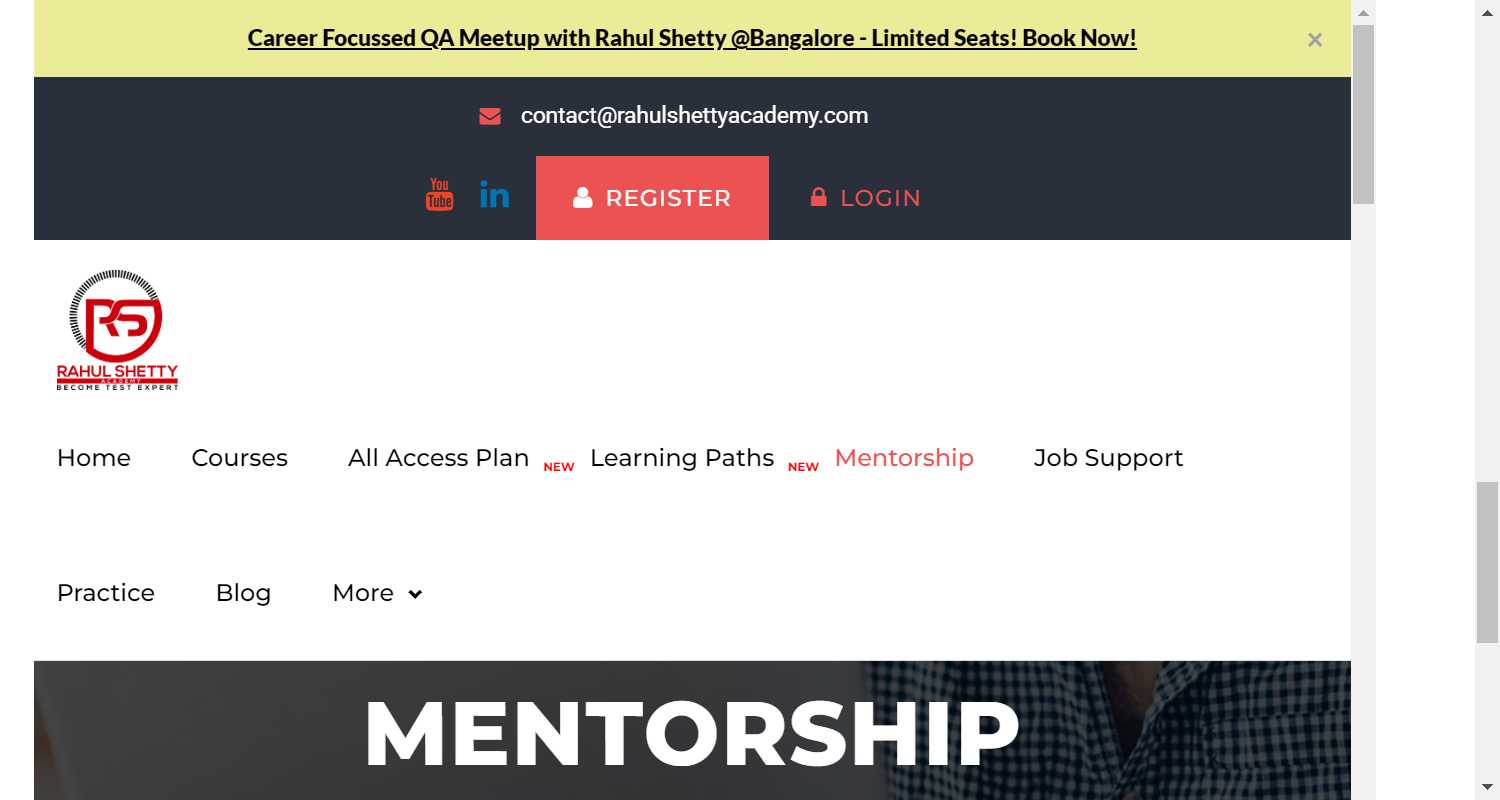 Career Focussed QA Meetup with Rahul Shetty @Bangalore - Limited Seats! Book Now!
×
contact@rahulshettyacademy.com
You Tube in REGISTER LOGIN
RS
RAHUL SHETTY
ACADEMY
BECOME TEST EXPERT
Home Courses All Access Plan NEW Learning Paths NEW Mentorship Job Support
Practice Blog More
MENTORSHIP